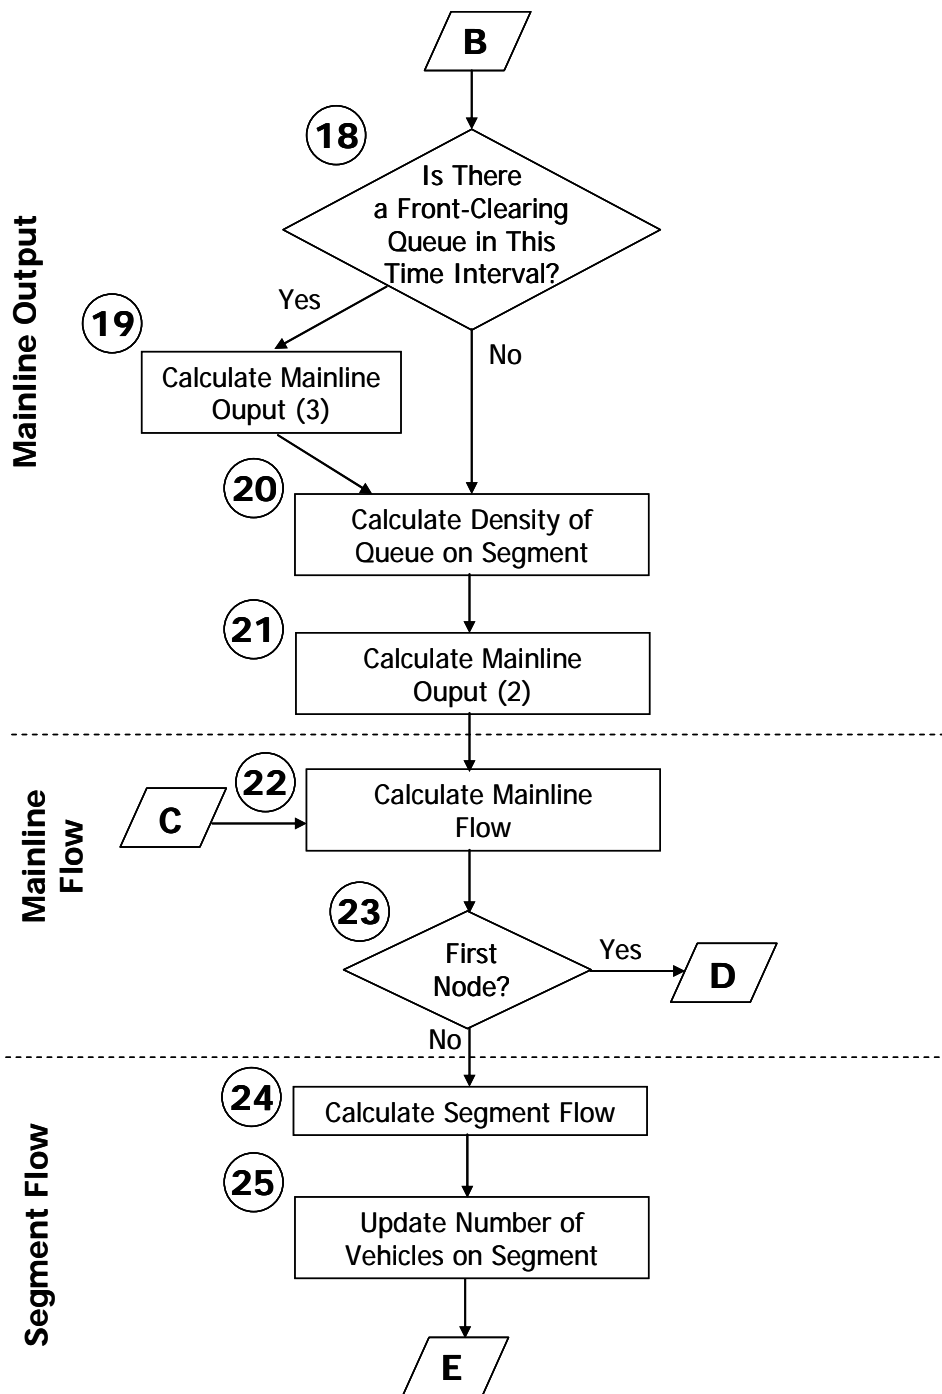 B
18
Is There
a Front-Clearing
Queue in This
Time Interval?
Mainline Output
Yes
19
No
Calculate Mainline
Ouput (3)
20
Calculate Density of
Queue on Segment
21
Calculate Mainline
Ouput (2)
Mainline
Flow
22
C
Calculate Mainline
Flow
23
First
Node?
Yes
D
No
Segment Flow
24
Calculate Segment Flow
25
Update Number of
Vehicles on Segment
E